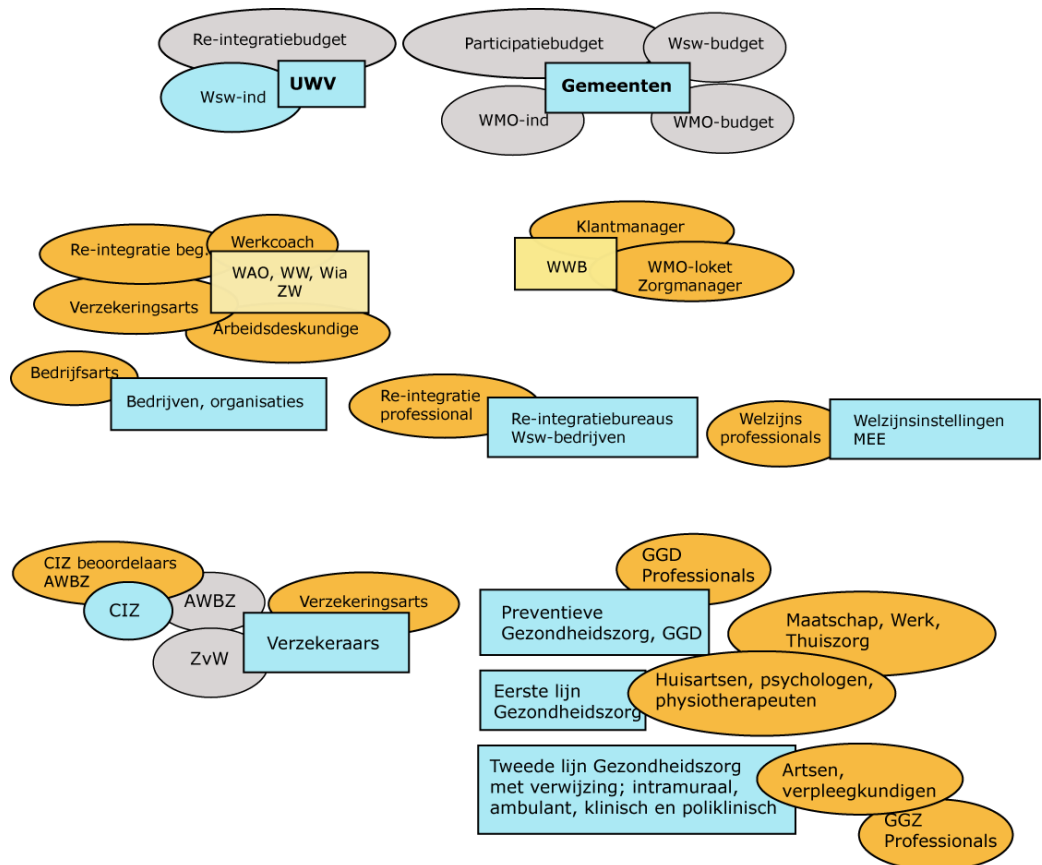 Re-integratiebudget
Participatiebudget
Wsw-budget
UWV
Wsw-ind
Gemeenten
WMO-ind
WMO-budget
Klantmanager
Re-integratie beg.
Werkcoach
WAO, WW, Wia
ZW
WWB
WMO-loket
Zorgmanager
Verzekeringsarts
Arbeidsdeskundige
Bedrijfsarts
Bedrijven, organisaties
Re-integratie
professional
Re-integratiebureaus
Wsw-bedrijven
Welzijns
professionals
Welzijnsinstellingen
MEE
CIZ beoordelaars
AWBZ
CIZ
AWBZ
Verzekeringsarts
ZvW
Verzekeraars
GGD
Professionals
Preventieve
Gezondheidszorg, GGD
Maatschap, Werk,
Thuiszorg
Eerste lijn
Gezondheidszorg
Huisartsen, psychologen,
physiotherapeuten
Tweede lijn Gezondheidszorg
met verwijzing; intramuraal,
ambulant, klinisch en poliklinisch
Artsen,
verpleegkundigen
GGZ
Professionals